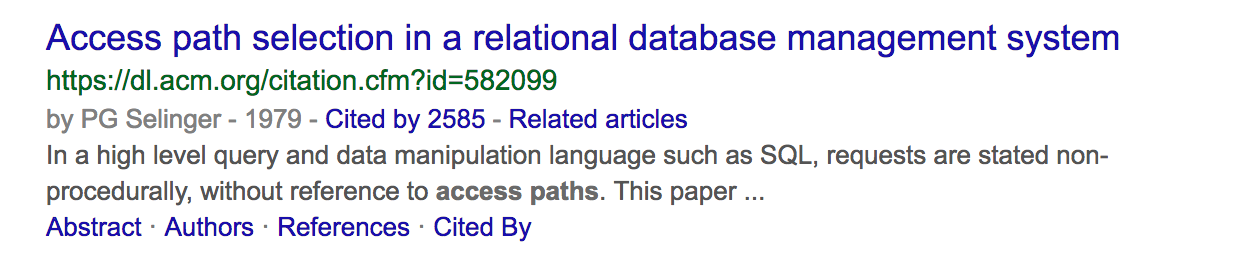 Access path selection in a relational database management system
https://dl.acm.org/citation.cfm?id=582099
by PG Selinger - 1979 - Cited by 2585 - Related articles
In a high level query and data manipulation language such as SQL, requests are stated non-
procedurally, without reference to access paths. This paper ...
Abstract · Authors · References · Cited By